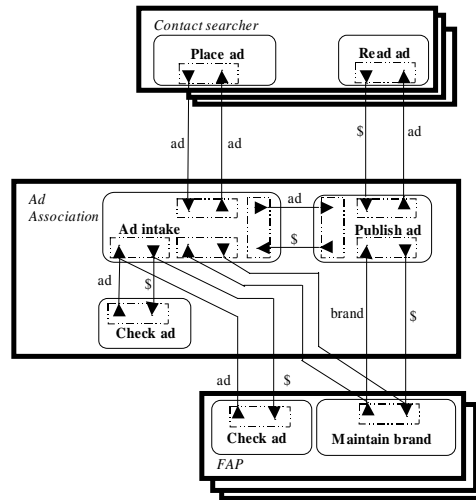 Contact searcher
Place ad
Read ad
ad
ad
$
ad
Ad
Association
ad
Ad intake
$
Publish ad
ad
$
brand
$
Check ad
ad
$
Check ad
Maintain brand
FAP